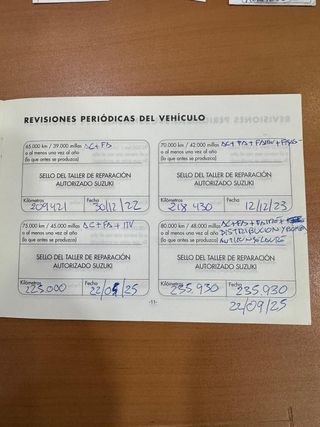 REVISIONES PERIÓDICAS DEL VEHÍCULO
65.000 km / 39.000 millas AC+FA
o al menos una vez al año
(lo que antes se produzca)
SELLO DEL TALLER DE REPARACIÓN
AUTORIZADO SUZUKI
Kilómetros Fecha
209421 30/12/22
70.000 km / 42.000 millas AC+FA+
o al menos una vez al año
(lo que antes se produzca)
SELLO DEL TALLER DE REPARACIÓN
AUTORIZADO SUZUKI
Kilómetros Fecha
218.430 12/12/23
75.000 km / 45.000 millas AC+FA+ITV
o al menos una vez al año
(lo que antes se produzca)
SELLO DEL TALLER DE REPARACIÓN
AUTORIZADO SUZUKI
Kilómetros Fecha
225.000
80.000 km / 48.000 millas AC+FA+
o al menos una vez al año DISTRIBUCION Y BOMBA
(lo que antes se produzca)
SELLO DEL TALLER DE REPARACIÓN
AUTORIZADO SUZUKI
Kilómetros Fecha
235.930 235.930
22/09/25
-11-